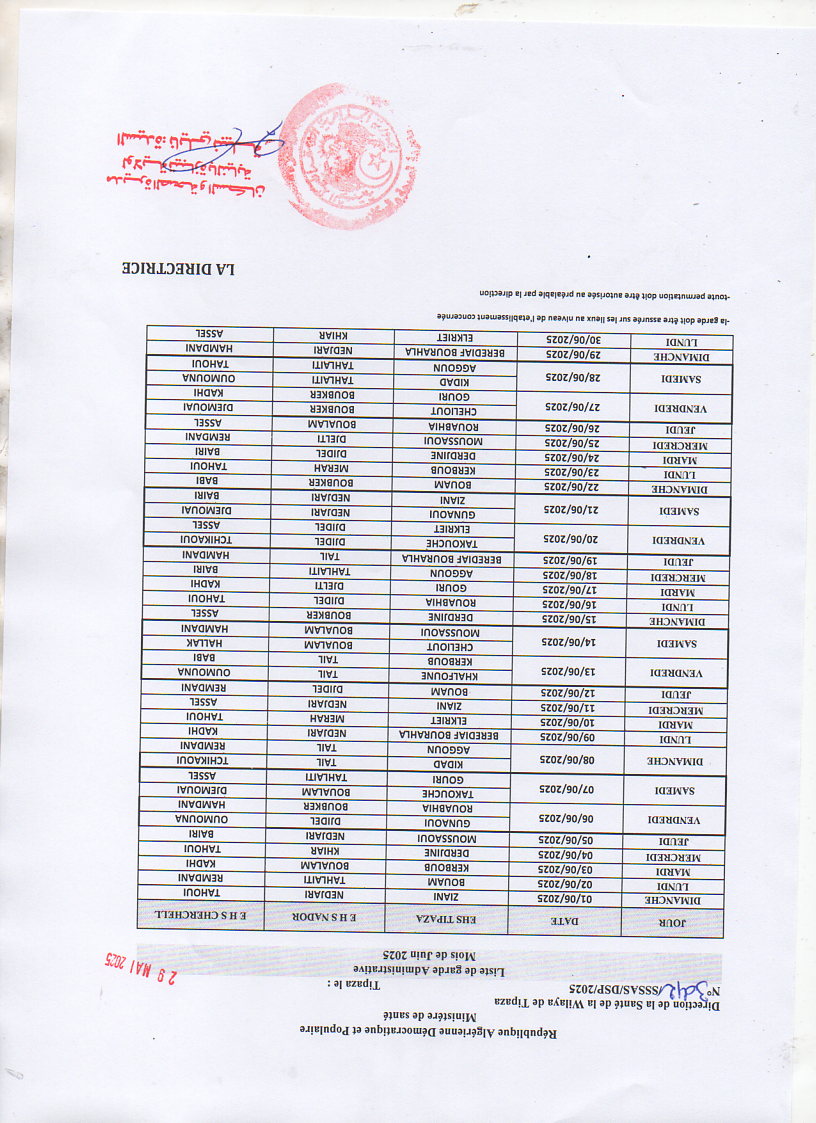 République Algérienne Démocratique et Populaire
Ministére de santé
Direction de la Santé de la Wilaya de Tipaza
N° /SSSAS/DSP/2025
Tipaza le :
29 MAI 2025
Liste de garde Administrative
Mois de Juin 2025
JOUR DATE EHS TIPAZA E H S NADOR E H S CHERCHELL
DIMANCHE 01/06/2025 ZIANI NEDJARI TAHOUI
LUNDI 02/06/2025 BOUAM TAHLAITI REMDANI
MARDI 03/06/2025 KERBOUB BOUALAM KADHI
MERCREDI 04/06/2025 DERDJINE KHIAR TAHOUI
JEUDI 05/06/2025 MOUSSAOUI NEDJARI BAIRI
VENDREDI 06/06/2025 GUNAOUI DJIDEL OUMOUNA
ROUABHIA BOUBKER HAMDANI
SAMEDI 07/06/2025 TAKOUCHE BOUALAM DJEMOUAI
GOURI TAHLAITI ASSEL
DIMANCHE 08/06/2025 KIDAD TAIL TCHIKAOUI
AGGOUN TAIL REMDANI
LUNDI 09/06/2025 BEREDIAF BOURAHLA NEDJARI KADHI
MARDI 10/06/2025 ELKRIET MERAH TAHOUI
MERCREDI 11/06/2025 ZIANI NEDJARI ASSEL
JEUDI 12/06/2025 BOUAM DJIDEL REMDANI
VENDREDI 13/06/2025 KHALFOUNE TAIL OUMOUNA
KERBOUB TAIL BABI
SAMEDI 14/06/2025 CHELIOUT BOUALAM HALLAK
MOUSSAOUI BOUALAM HAMDANI
DIMANCHE 15/06/2025 DERDJINE BOUBKER ASSEL
LUNDI 16/06/2025 ROUABHIA DJIDEL TAHOUI
MARDI 17/06/2025 GOURI DJELTI KADHI
MERCREDI 18/06/2025 AGGOUN TAHLAITI BAIRI
JEUDI 19/06/2025 BEREDIAF BOURAHLA TAIL HAMDANI
VENDREDI 20/06/2025 TAKOUCHE DJIDEL TCHIKAOUI
ELKRIET DJIDEL ASSEL
SAMEDI 21/06/2025 GUNAOUI NEDJARI DJEMOUAI
ZIANI NEDJARI BAIRI
DIMANCHE 22/06/2025 BOUAM BOUBKER BABI
LUNDI 23/06/2025 KERBOUB MERAH TAHOUI
MARDI 24/06/2025 DERDJINE DJIDEL BAIRI
MERCREDI 25/06/2025 MOUSSAOUI DJELTI REMDANI
JEUDI 26/06/2025 ROUABHIA BOUALAM ASSEL
VENDREDI 27/06/2025 CHELIOUT BOUBKER DJEMOUAI
GOURI BOUBKER KADHI
SAMEDI 28/06/2025 KIDAD TAHLAITI OUMOUNA
AGGOUN TAHLAITI TAHOUI
DIMANCHE 29/06/2025 BEREDIAF BOURAHLA NEDJARI HAMDANI
LUNDI 30/06/2025 ELKRIET KHIAR ASSEL
-la garde doit être assurée sur les lieux au niveau de l'etablissement concernée
-toute permutation doit être autorisée au préalable par la direction
LA DIRECTRICE
مديرة الصحة و السكان
لولاية تيبازة بالنيابة
السيدة: نايلي نبيلة